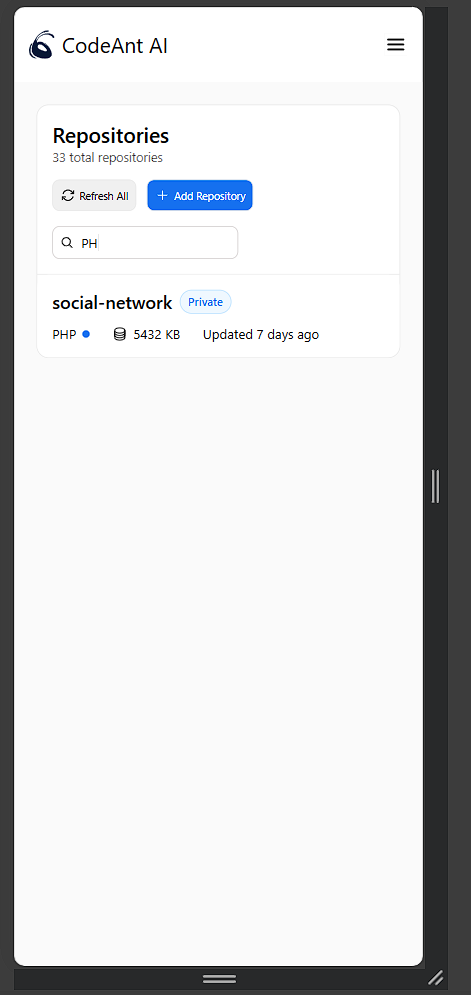 CodeAnt AI
Repositories
33 total repositories
Refresh All
Add Repository
PH
social-network Private
PHP 5432 KB Updated 7 days ago